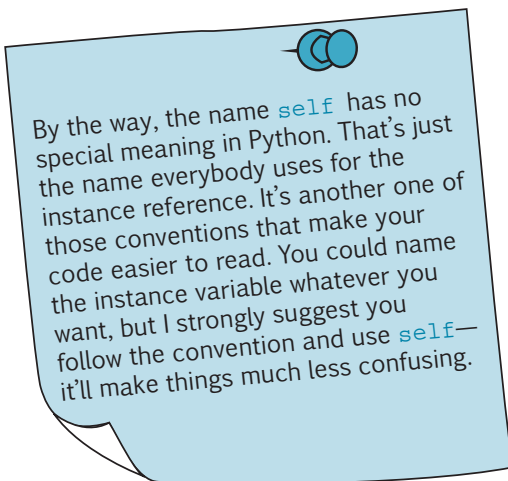 By the way, the name self has no
special meaning in Python. That's just
the name everybody uses for the
instance reference. It's another one of
those conventions that make your
code easier to read. You could name
the instance variable whatever you
want, but I strongly suggest you
follow the convention and use self—
it'll make things much less confusing.